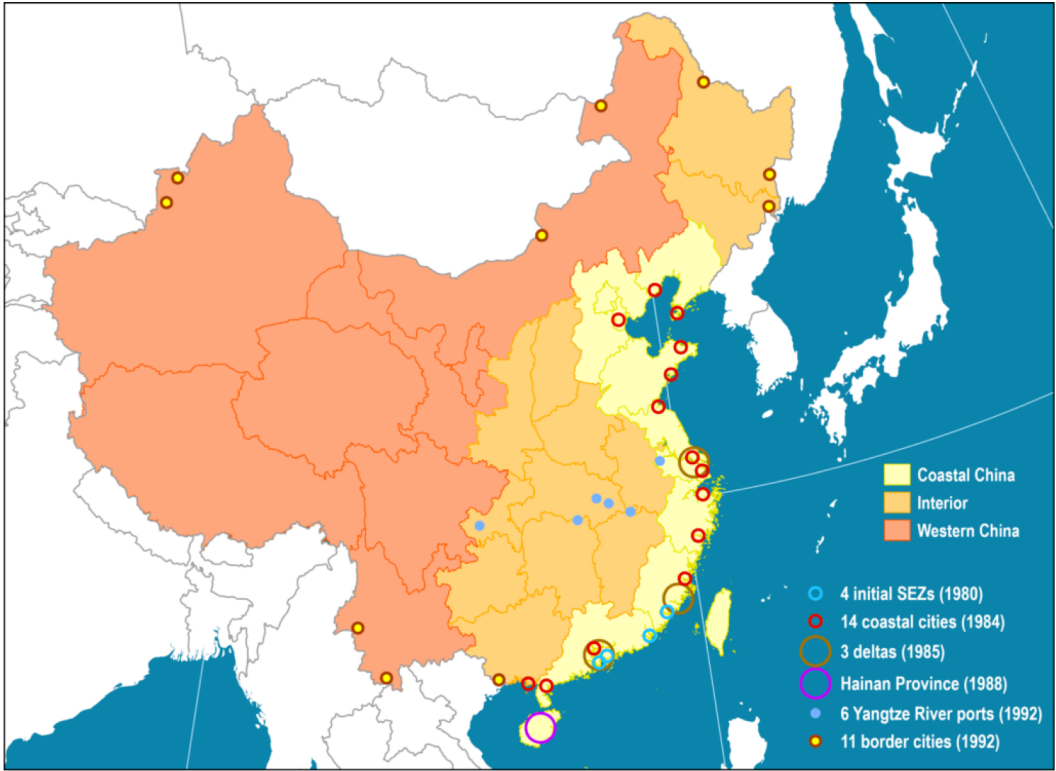 Coastal China
Interior
Western China
4 initial SEZs (1980)
14 coastal cities (1984)
3 deltas (1985)
Hainan Province (1988)
6 Yangtze River ports (1992)
11 border cities (1992)